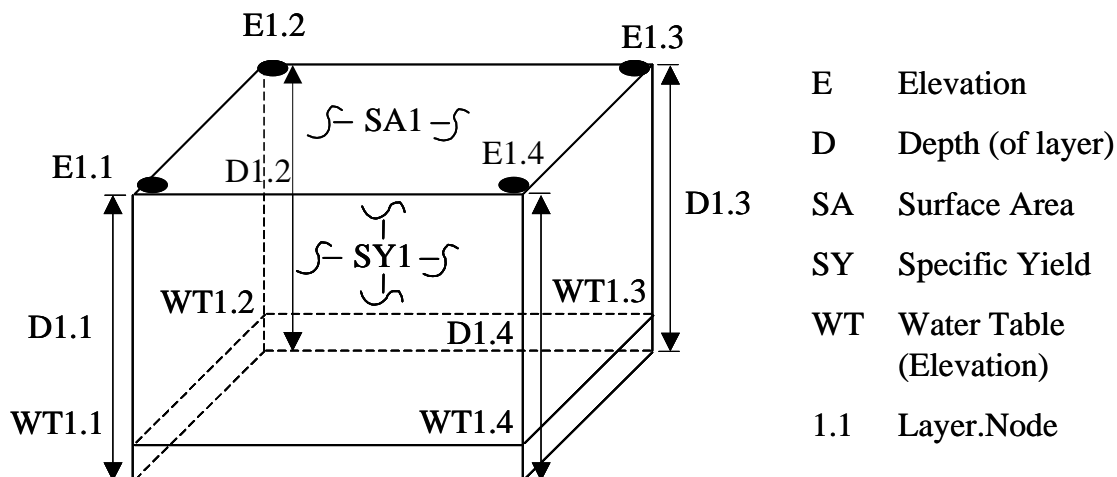 E1.2
E1.3
SA1
E1.1
D1.2
E1.4
D1.3
SY1
WT1.2
WT1.3
D1.1
D1.4
WT1.1
WT1.4
E Elevation
D Depth (of layer)
SA Surface Area
SY Specific Yield
WT Water Table
(Elevation)
1.1 Layer.Node